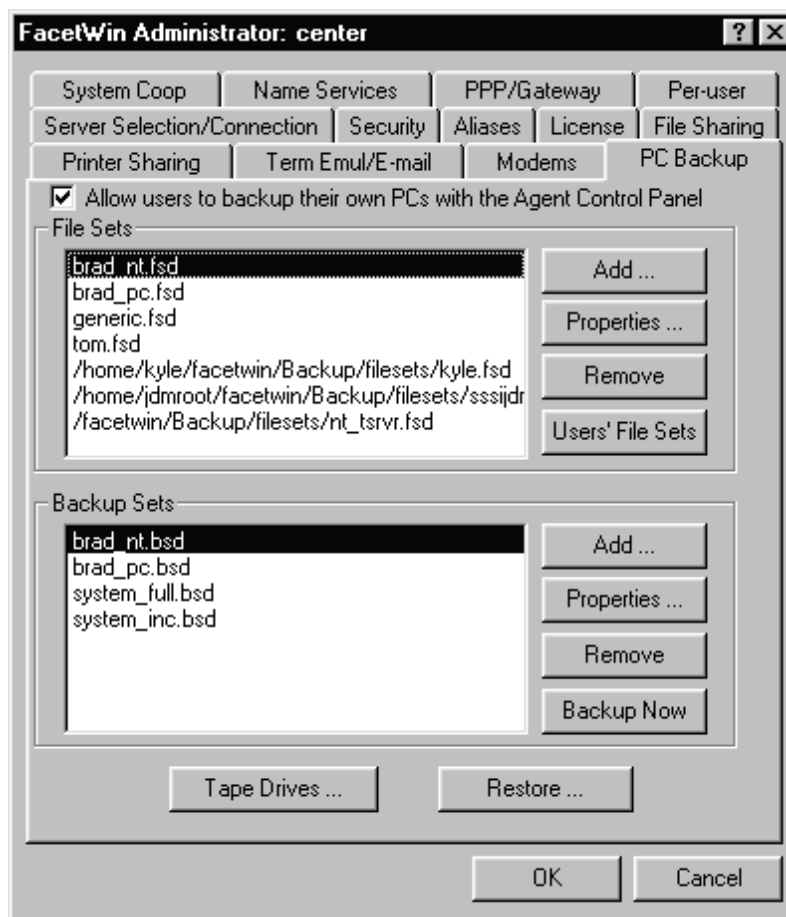 FacetWin Administrator: center
System Coop Name Services PPP/Gateway Per-user
Server Selection/Connection Security Aliases License File Sharing
Printer Sharing Term Emul/E-mail Modems PC Backup
Allow users to backup their own PCs with the Agent Control Panel
File Sets
brad_nt.fsd
brad_pc.fsd
generic.fsd
tom.fsd
/home/kyle/facetwin/Backup/filesets/kyle.fsd
/home/jdmroot/facetwin/Backup/filesets/sssijdr
/facetwin/Backup/filesets/nt_tsrvr.fsd
Add ...
Properties ...
Remove
Users' File Sets
Backup Sets
brad_nt.bsd
brad_pc.bsd
system_full.bsd
system_inc.bsd
Add ...
Properties ...
Remove
Backup Now
Tape Drives ... Restore ...
OK Cancel